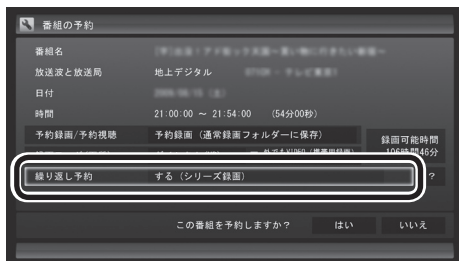 番組の予約
番組名
放送波と放送局 地上デジタル
日付
時間 21:00:00 ~ 21:54:00 (54分00秒)
予約録画/予約視聴 予約録画 (通常録画フォルダーに保存)
録画可能時間
106時間46分
繰り返し予約 する (シリーズ録画) ?
この番組を予約しますか? はい いいえ